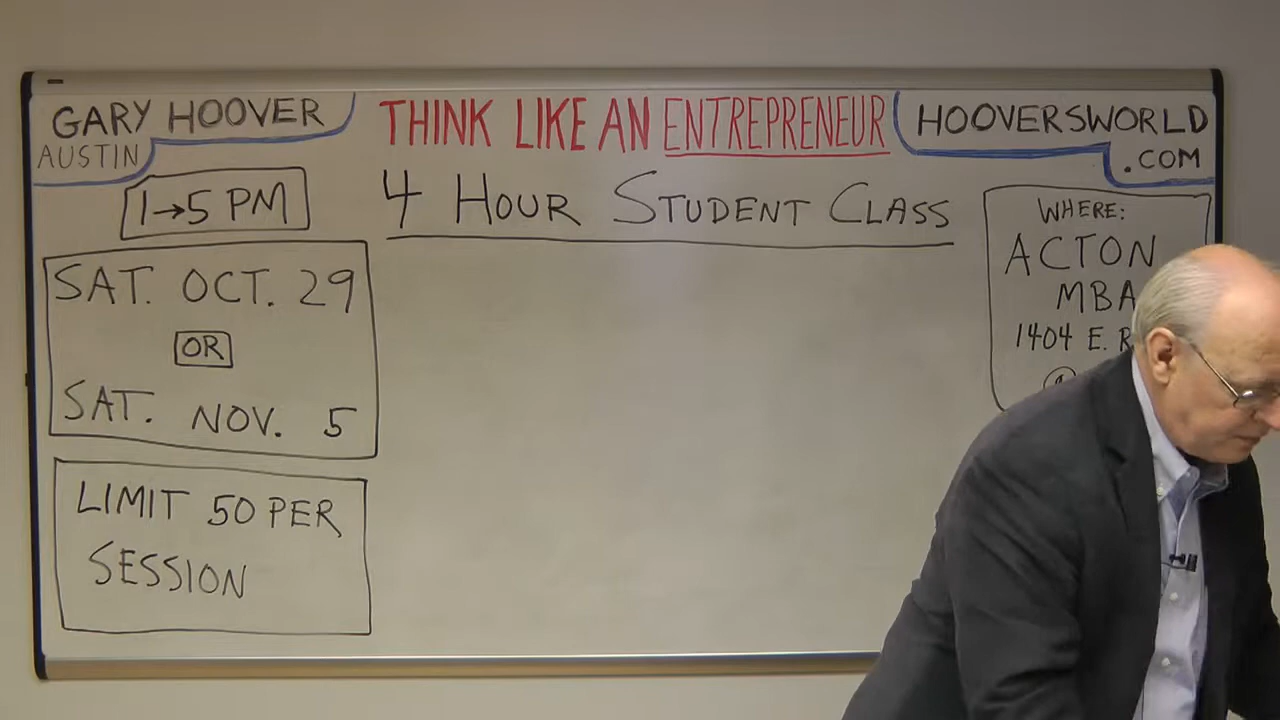 GARY HOOVER
AUSTIN
THINK LIKE AN ENTREPRENEUR
HOOVERSWORLD
.COM
1→5 PM
4 HOUR STUDENT CLASS
SAT. OCT. 29
OR
SAT. NOV. 5
LIMIT 50 PER
SESSION
WHERE:
ACTON
MBA
1404 E.